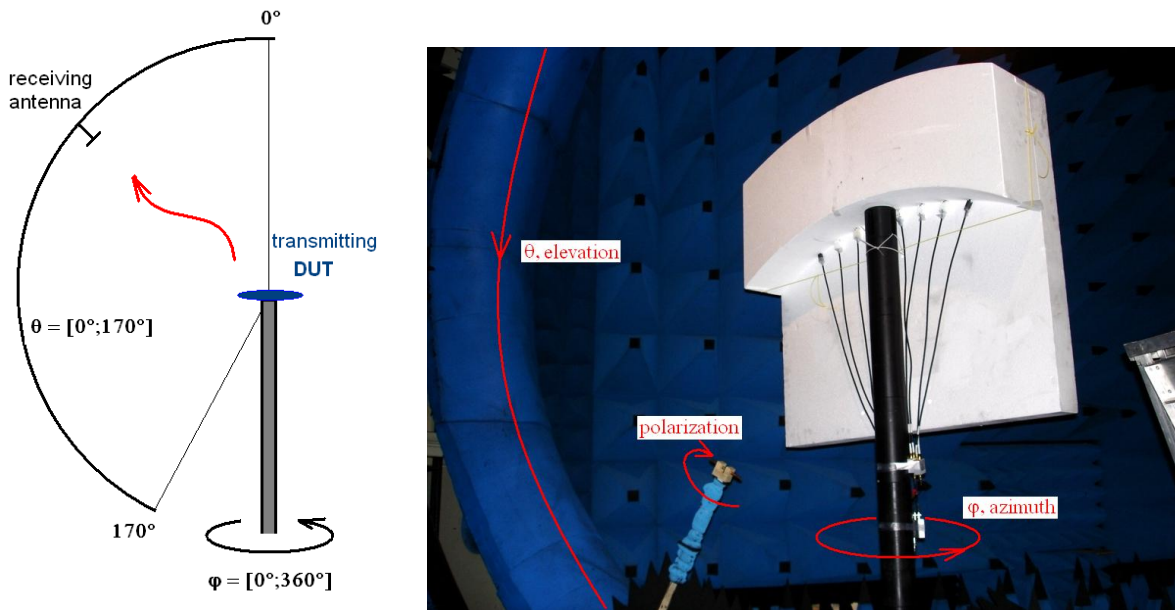 0°
receiving
antenna
transmitting
DUT
θ = [0°;170°]
170°
φ = [0°;360°]
θ, elevation
polarization
φ, azimuth